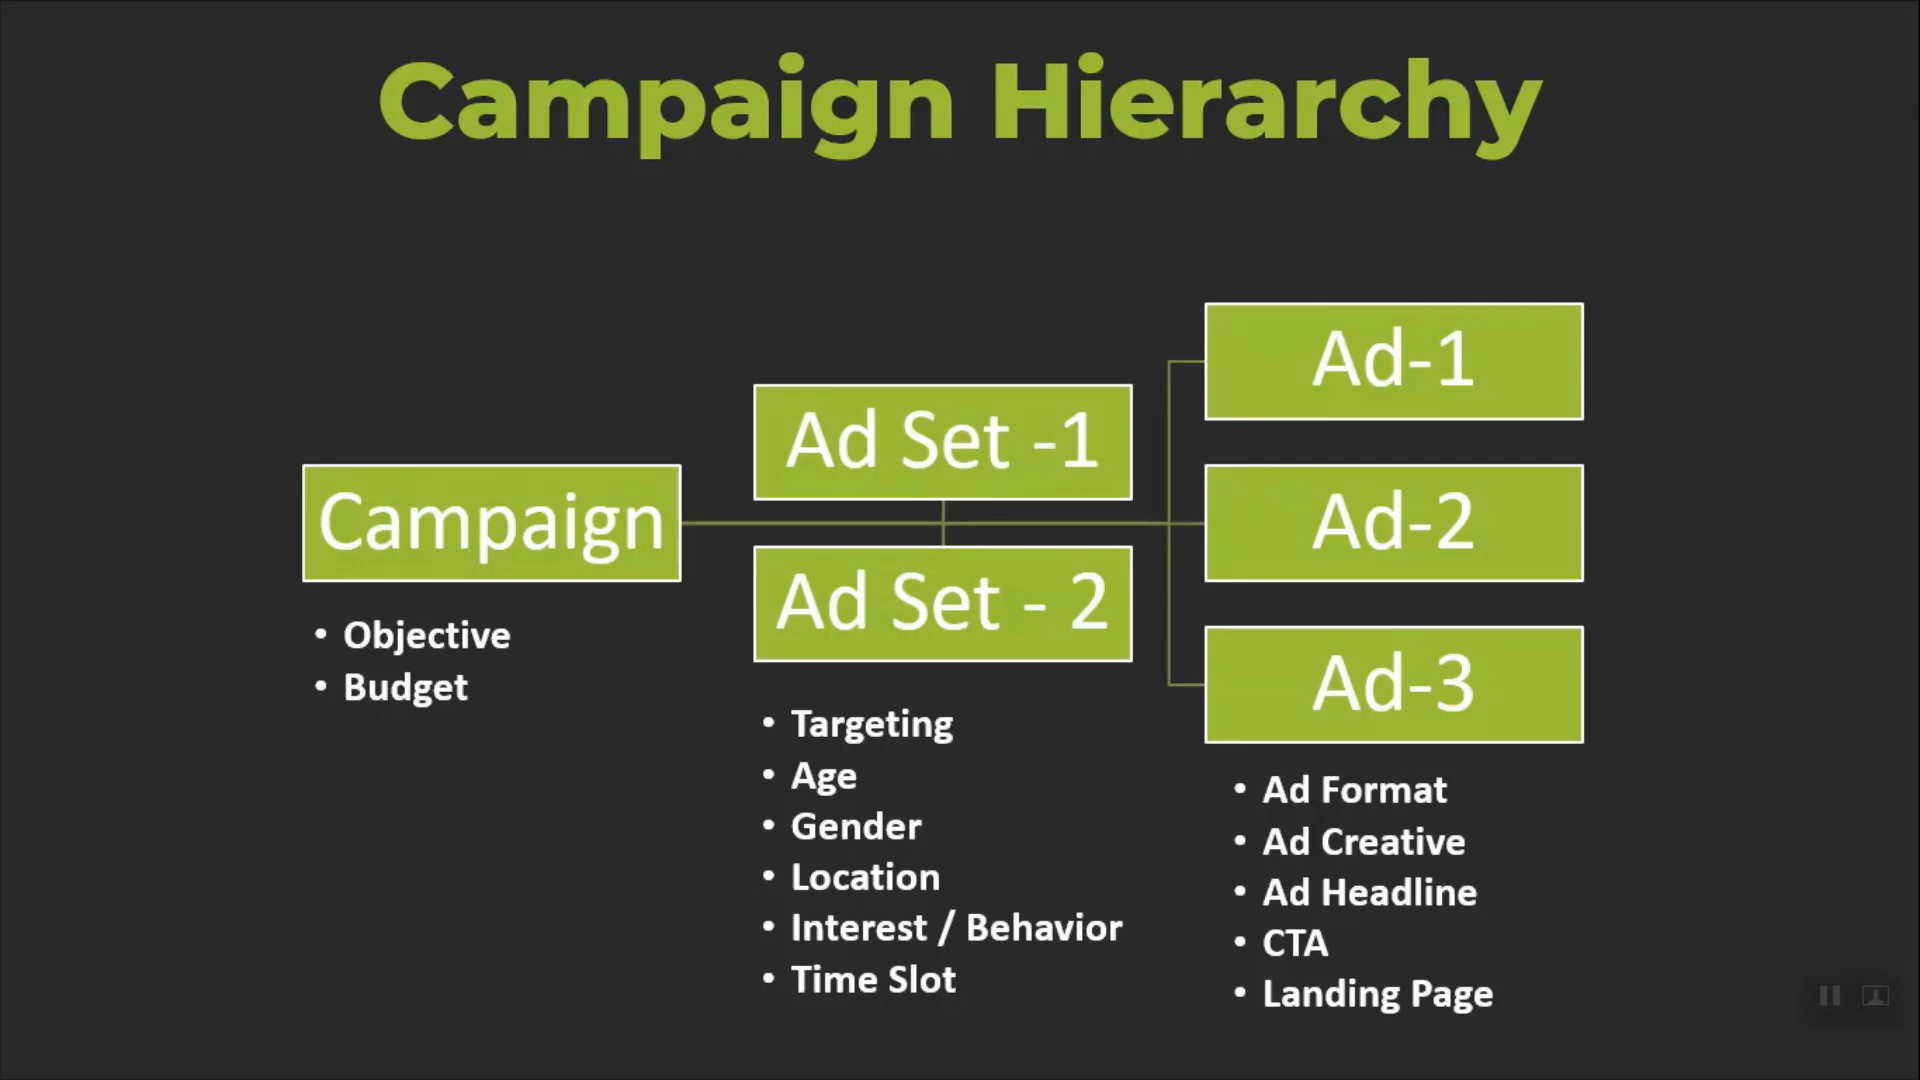 Campaign Hierarchy
Campaign
• Objective
• Budget
Ad Set -1
Ad Set - 2
• Targeting
• Age
• Gender
• Location
• Interest / Behavior
• Time Slot
Ad-1
Ad-2
Ad-3
• Ad Format
• Ad Creative
• Ad Headline
• CTA
• Landing Page